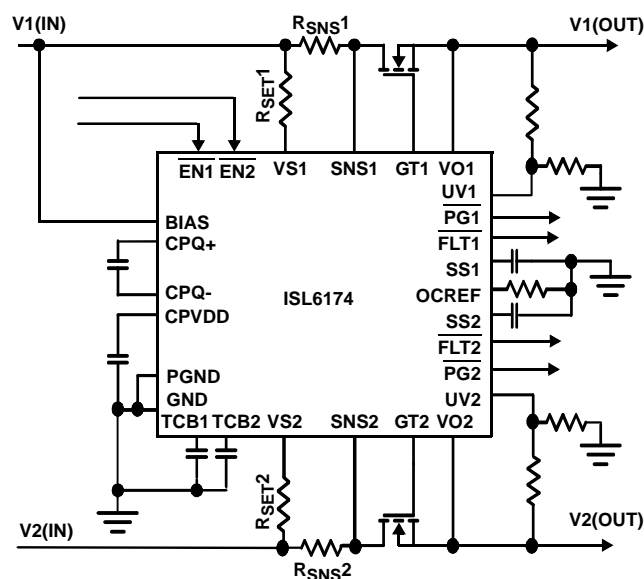 V1(IN) RSNS1 V1(OUT)
RSET1
EN1 EN2 VS1 SNS1 GT1 VO1
UV1
BIAS PG1
CPQ+ FLT1
SS1
CPQ- ISL6174 OCREF
CPVDD SS2
FLT2
PGND PG2
GND UV2
TCB1 TCB2 VS2 SNS2 GT2 VO2
RSET2
V2(IN) V2(OUT)
RSNS2